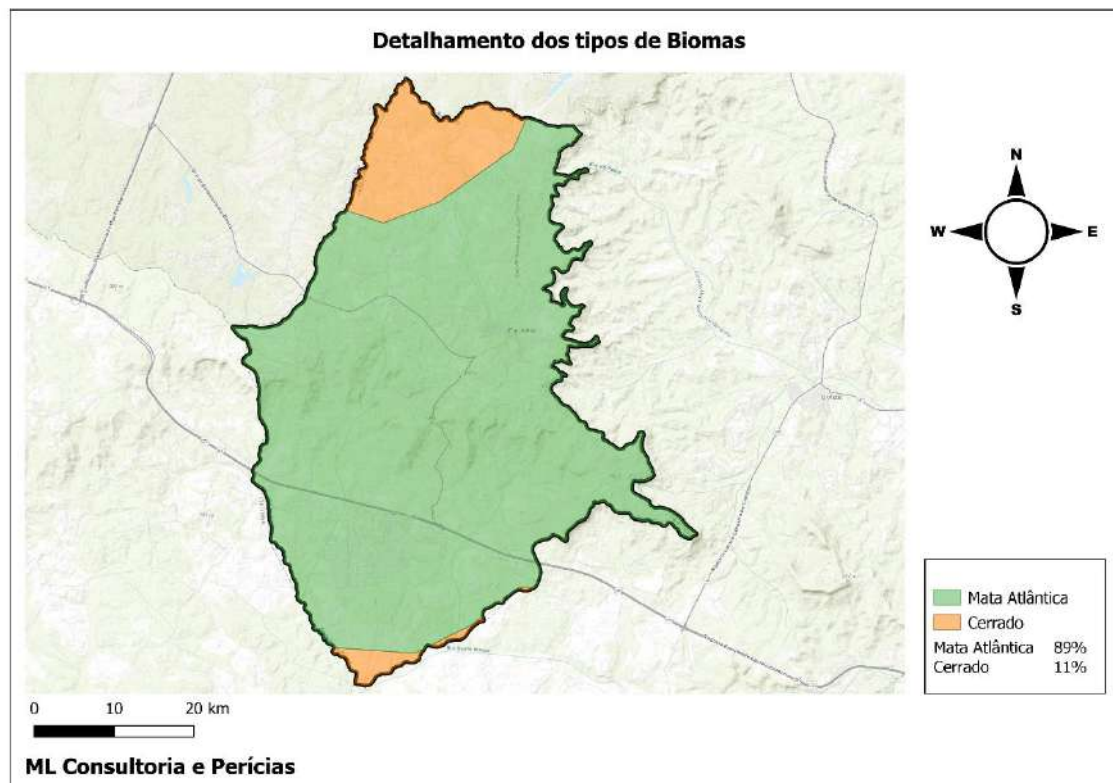 Detalhamento dos tipos de Biomas
N
W
E
S
Mata Atlântica
Cerrado
Mata Atlântica 89%
Cerrado 11%
0 10 20 km
ML Consultoria e Perícias